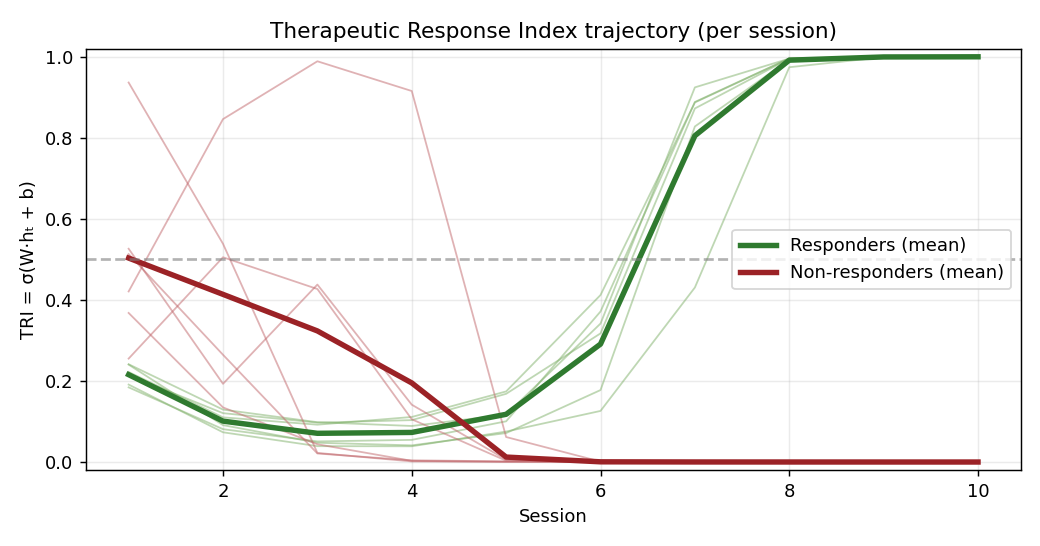 Therapeutic Response Index trajectory (per session)
TRI = σ(W·hₜ + b)
1.0
0.8
0.6
0.4
0.2
0.0
Responders (mean)
Non-responders (mean)
2
4
6
8
10
Session